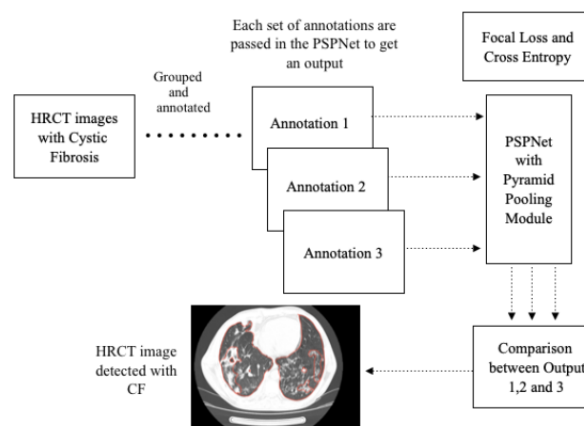 Each set of annotations are
passed in the PSPNet to get
an output
Focal Loss and
Cross Entropy
Grouped
and
annotated
HRCT images
with Cystic
Fibrosis
Annotation 1
Annotation 2
Annotation 3
PSPNet
with
Pyramid
Pooling
Module
HRCT image
detected with
CF
Comparison
between Output
1,2 and 3